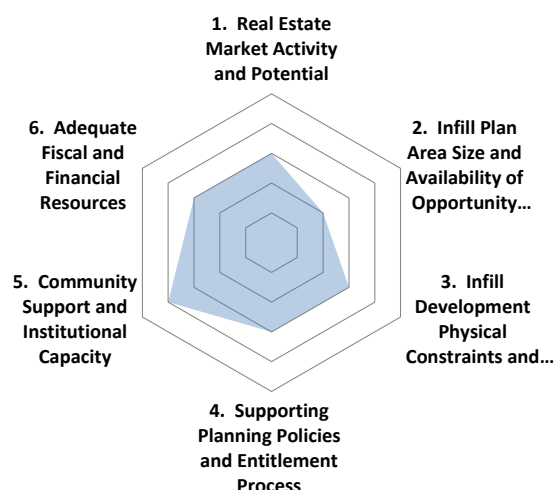 1. Real Estate
Market Activity
and Potential
2. Infill Plan
Area Size and
Availability of
Opportunity...
3. Infill
Development
Physical
Constraints and...
4. Supporting
Planning Policies
and Entitlement
Process
5. Community
Support and
Institutional
Capacity
6. Adequate
Fiscal and
Financial
Resources